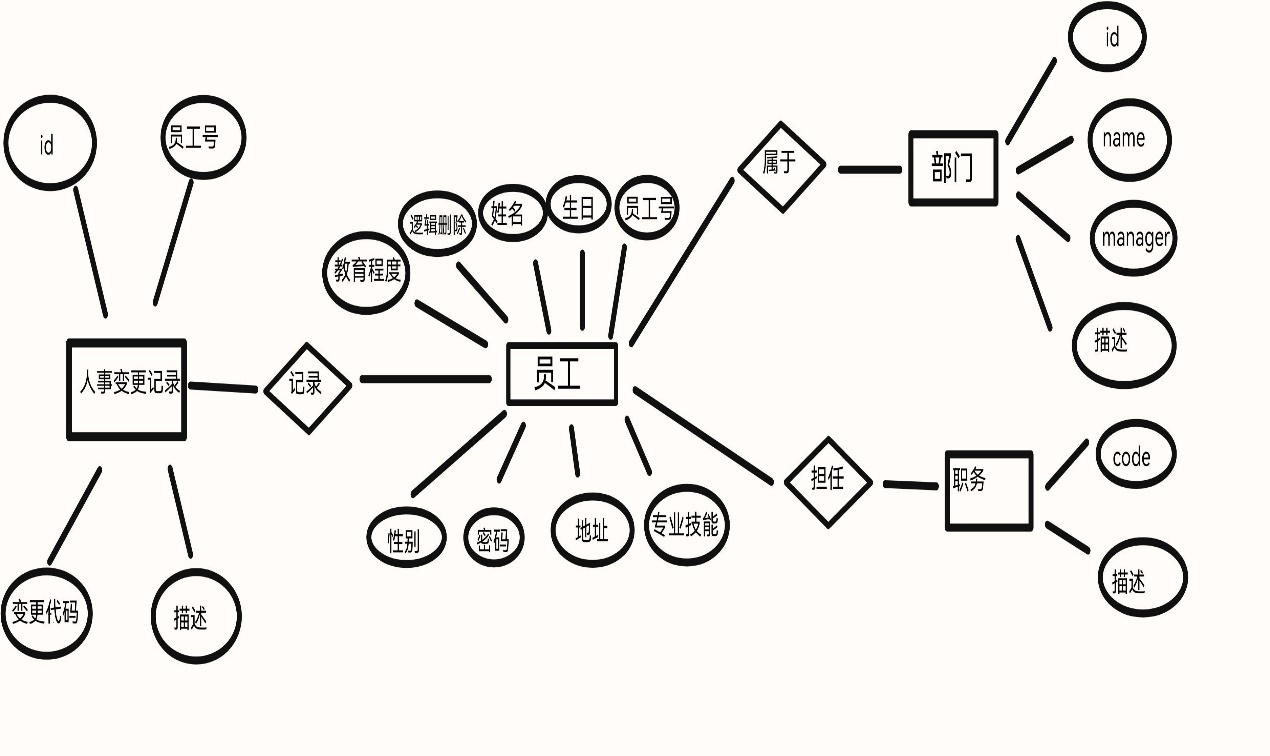 id
员工号
人事变更记录
变更代码
描述
记录
教育程度
逻辑删除
姓名
生日
员工号
员工
性别
密码
地址
专业技能
属于
部门
id
name
manager
描述
担任
职务
code
描述